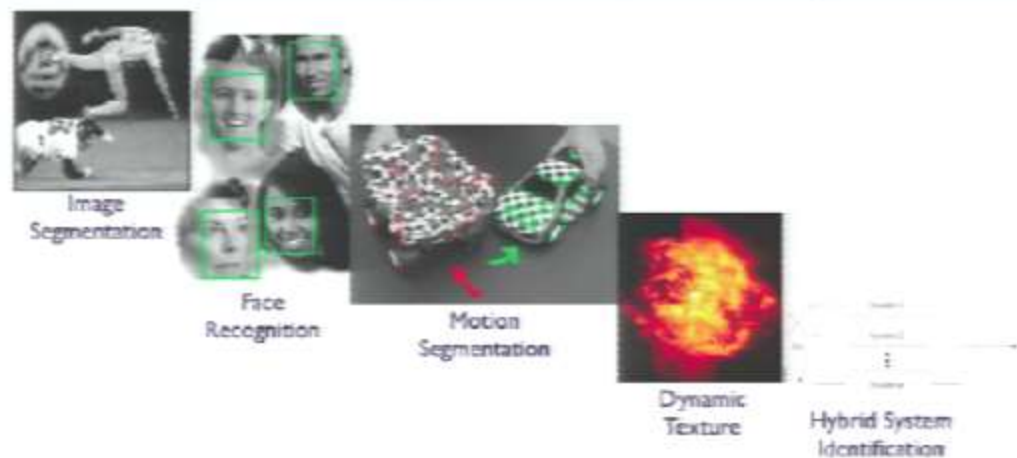 Image
Segmentation
Face
Recognition
Motion
Segmentation
Dynamic
Texture
Hybrid System
Identification